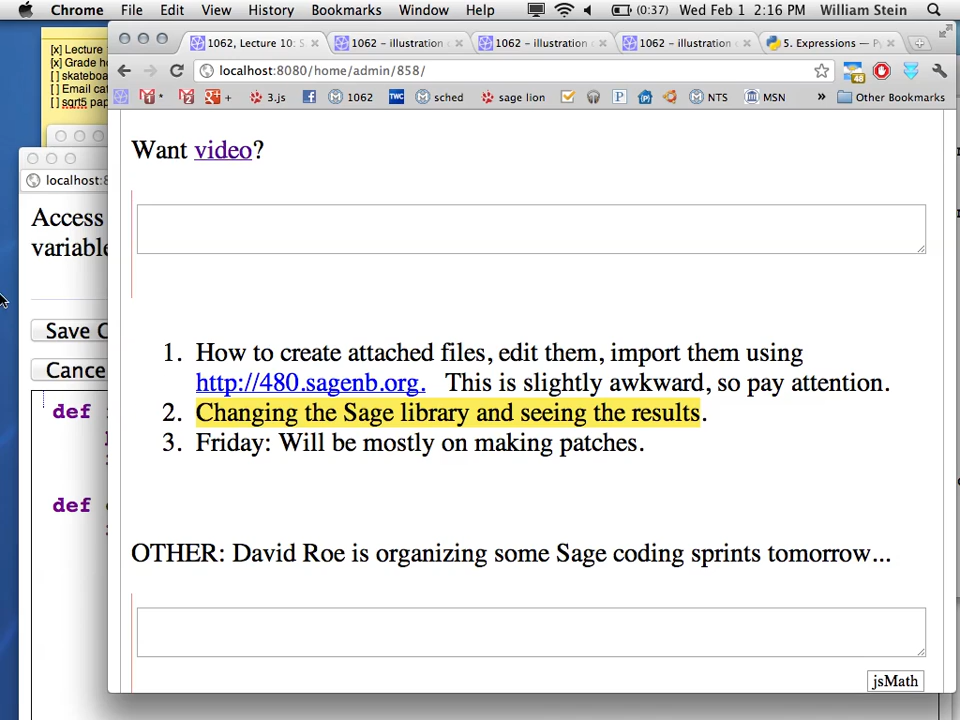 Chrome File Edit View History Bookmarks Window Help (0:37) Wed Feb 1 2:16 PM William Stein
[x] Lecture
[x] Grade ho
[ ] skateboa
[ ] Email cat
[ ] sqrt5 pap
1062, Lecture 10: S 1062 – illustration 1062 – illustration 1062 – illustration 5. Expressions — Py
localhost:8080/home/admin/858/
48
+ 3.js 1062 TWC sched sage lion NTS MSN » Other Bookmarks
localhost:8
Want video?
Access
variable
Save C
Cance
def
def
1. How to create attached files, edit them, import them using
http://480.sagenb.org. This is slightly awkward, so pay attention.
2. Changing the Sage library and seeing the results.
3. Friday: Will be mostly on making patches.
OTHER: David Roe is organizing some Sage coding sprints tomorrow...
jsMath